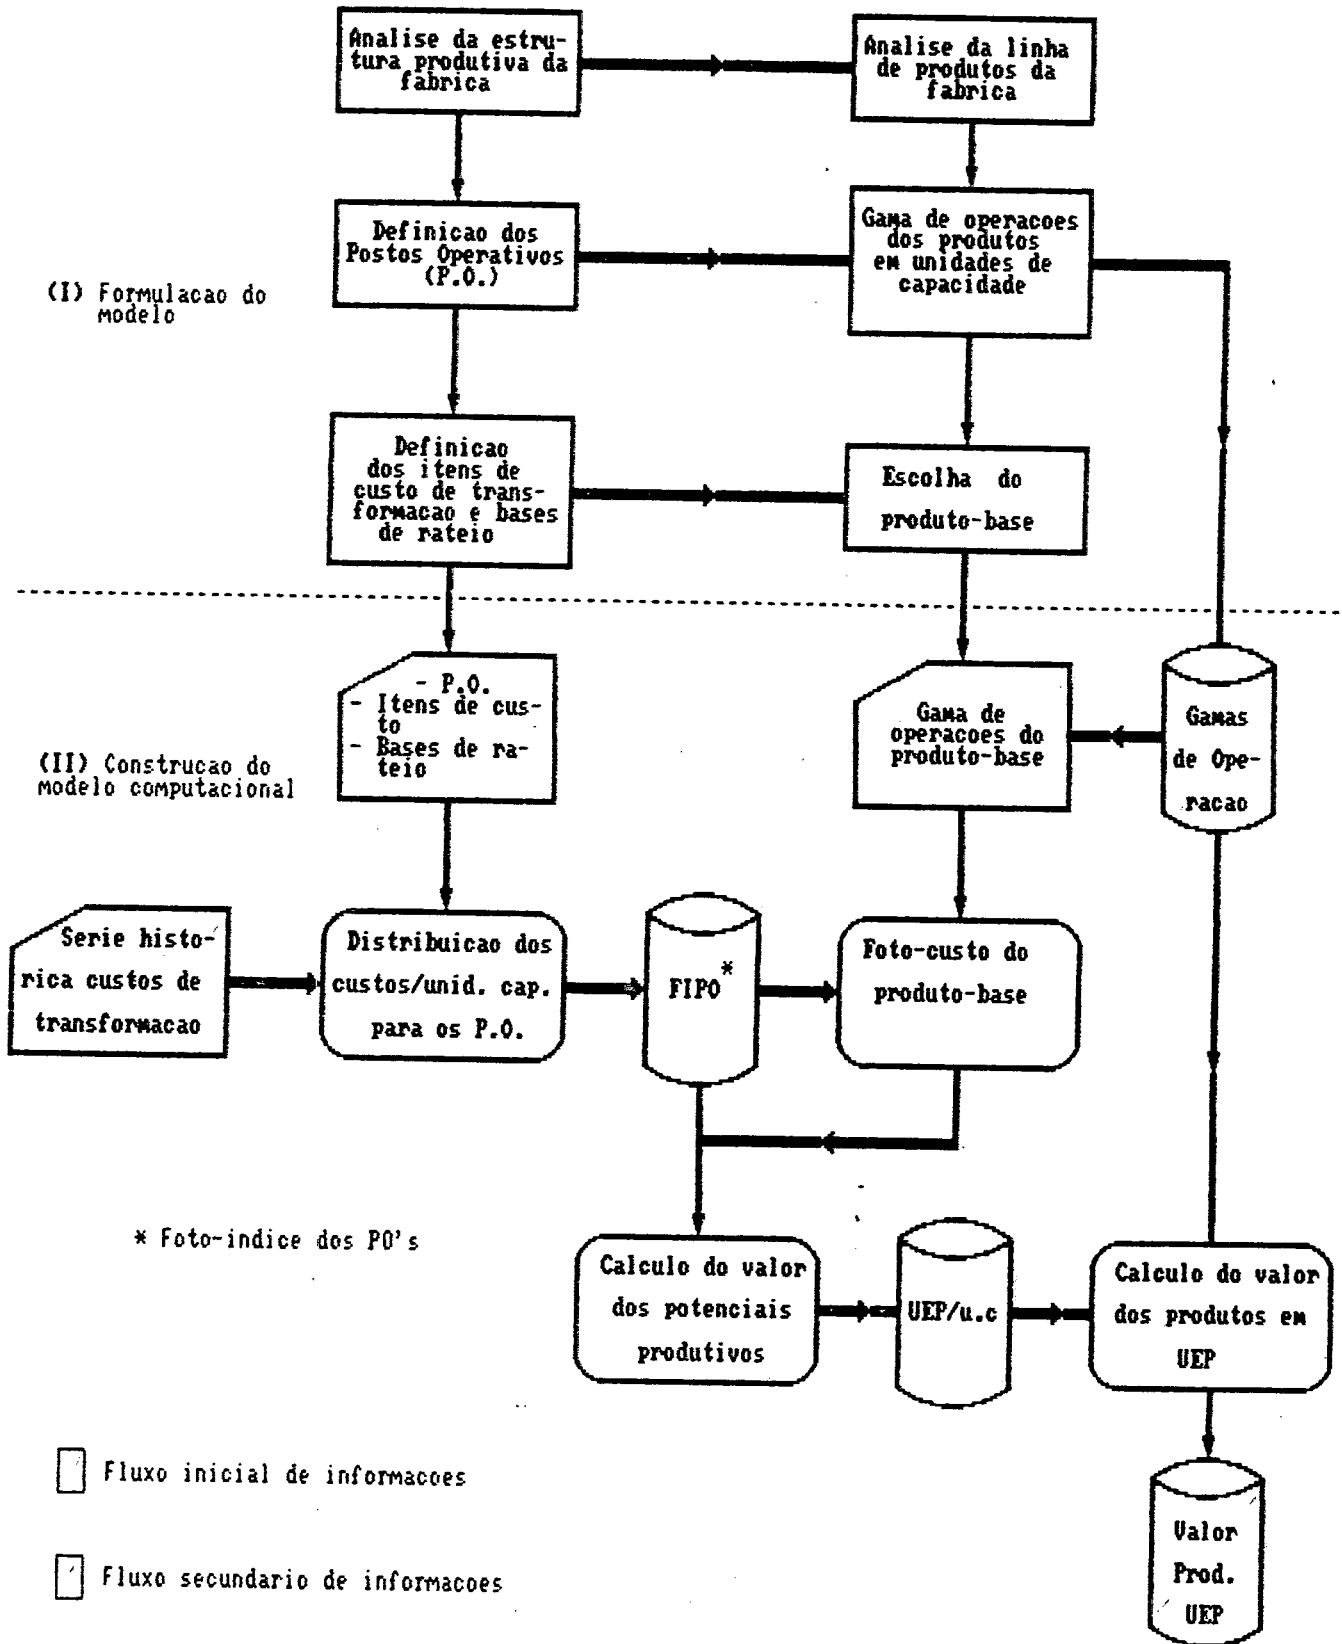 Analise da estru-
tura produtiva da
fabrica
Analise da linha
de produtos da
fabrica
Definicao dos
Postos Operativos
(P.O.)
Gama de operacoes
dos produtos
em unidades de
capacidade
(I) Formulacao do
modelo
Definicao
dos itens de
custo de trans-
formacao e bases
de rateio
Escolha do
produto-base
- P.O.
- Itens de cus-
to
- Bases de ra-
teio
Gama de
operacoes do
produto-base
Gamas
de Ope-
racao
(II) Construcao do
modelo computacional
Serie histo-
rica custos de
transformacao
Distribuicao dos
custos/unid. cap.
para os P.O.
FIPO*
Foto-custo do
produto-base
* Foto-indice dos PO's
Calculo do valor
dos potenciais
produtivos
UEP/u.c
Calculo do valor
dos produtos em
UEP
Fluxo inicial de informacoes
Fluxo secundário de informacoes
Valor
Prod.
UEP